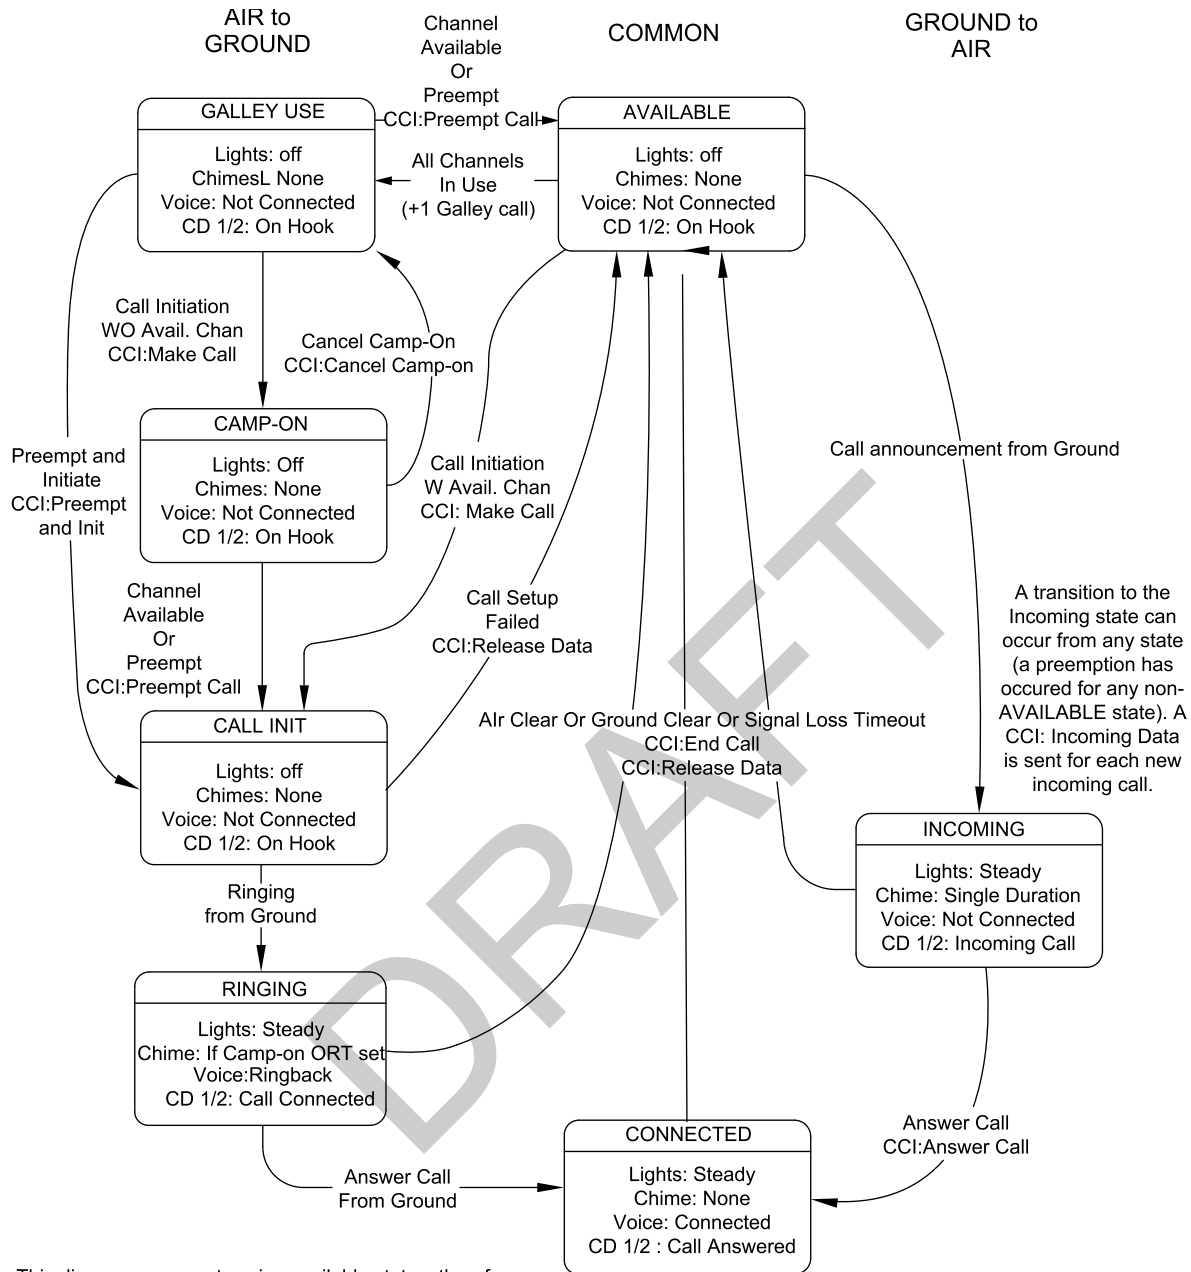 AIR to
GROUND
Channel
Available
Or
Preempt
CCI:Preempt Call
COMMON
GROUND to
AIR
GALLEY USE
Lights: off
ChimesL None
Voice: Not Connected
CD 1/2: On Hook
All Channels
In Use
(+1 Galley call)
AVAILABLE
Lights: off
Chimes: None
Voice: Not Connected
CD 1/2: On Hook
Call Initiation
WO Avail. Chan
CCI:Make Call
Cancel Camp-On
CCI:Cancel Camp-on
CAMP-ON
Lights: Off
Chimes: None
Voice: Not Connected
CD 1/2: On Hook
Preempt and
Initiate
CCI:Preempt
and Init
Call Initiation
W Avail. Chan
CCI: Make Call
Call announcement from Ground
Channel
Available
Or
Preempt
CCI:Preempt Call
Call Setup
Failed
CCI:Release Data
A transition to the
Incoming state can
occur from any state
(a preemption has
occured for any non-
AVAILABLE state). A
CCI: Incoming Data
is sent for each new
incoming call.
CALL INIT
Lights: off
Chimes: None
Voice: Not Connected
CD 1/2: On Hook
AIr Clear Or Ground Clear Or Signal Loss Timeout
CCI:End Call
CCI:Release Data
INCOMING
Lights: Steady
Chime: Single Duration
Voice: Not Connected
CD 1/2: Incoming Call
Ringing
from Ground
RINGING
Lights: Steady
Chime: If Camp-on ORT set
Voice:Ringback
CD 1/2: Call Connected
Answer Call
From Ground
CONNECTED
Lights: Steady
Chime: None
Voice: Connected
CD 1/2 : Call Answered
Answer Call
CCI:Answer Call
DRAFT